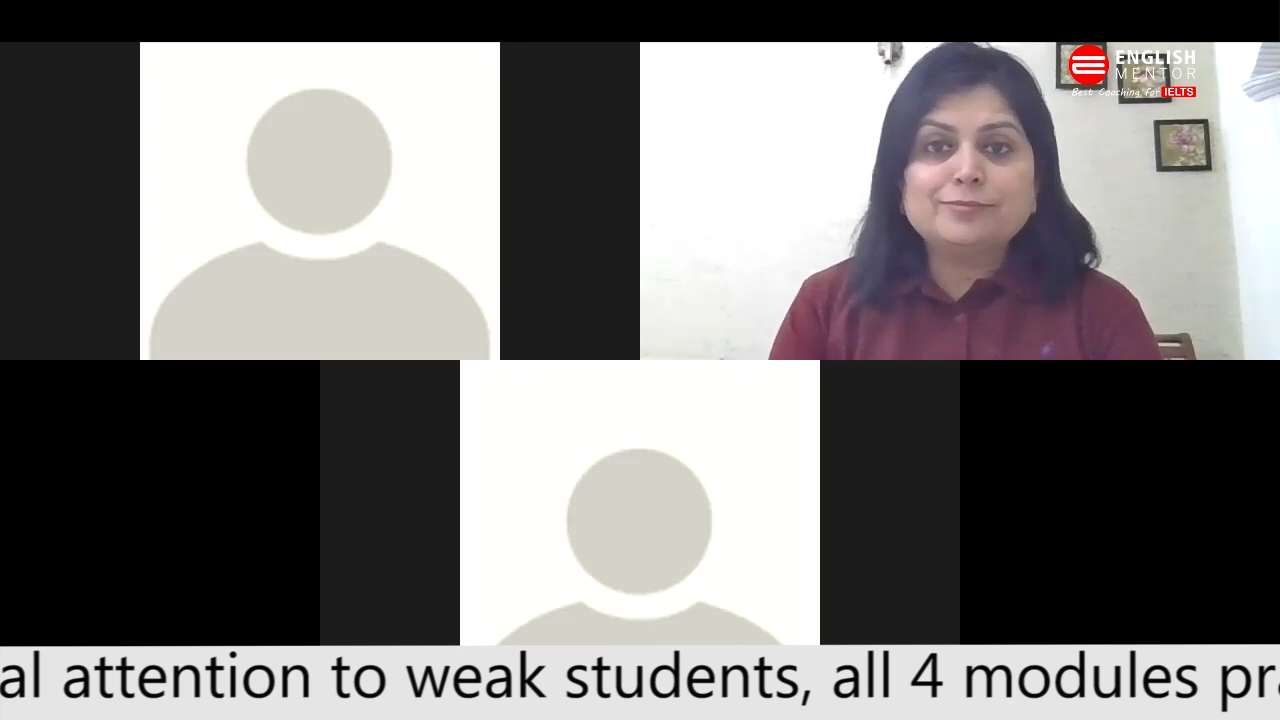 ENGLISH
MENTOR
Best Coaching for IELTS
al attention to weak students, all 4 modules pr